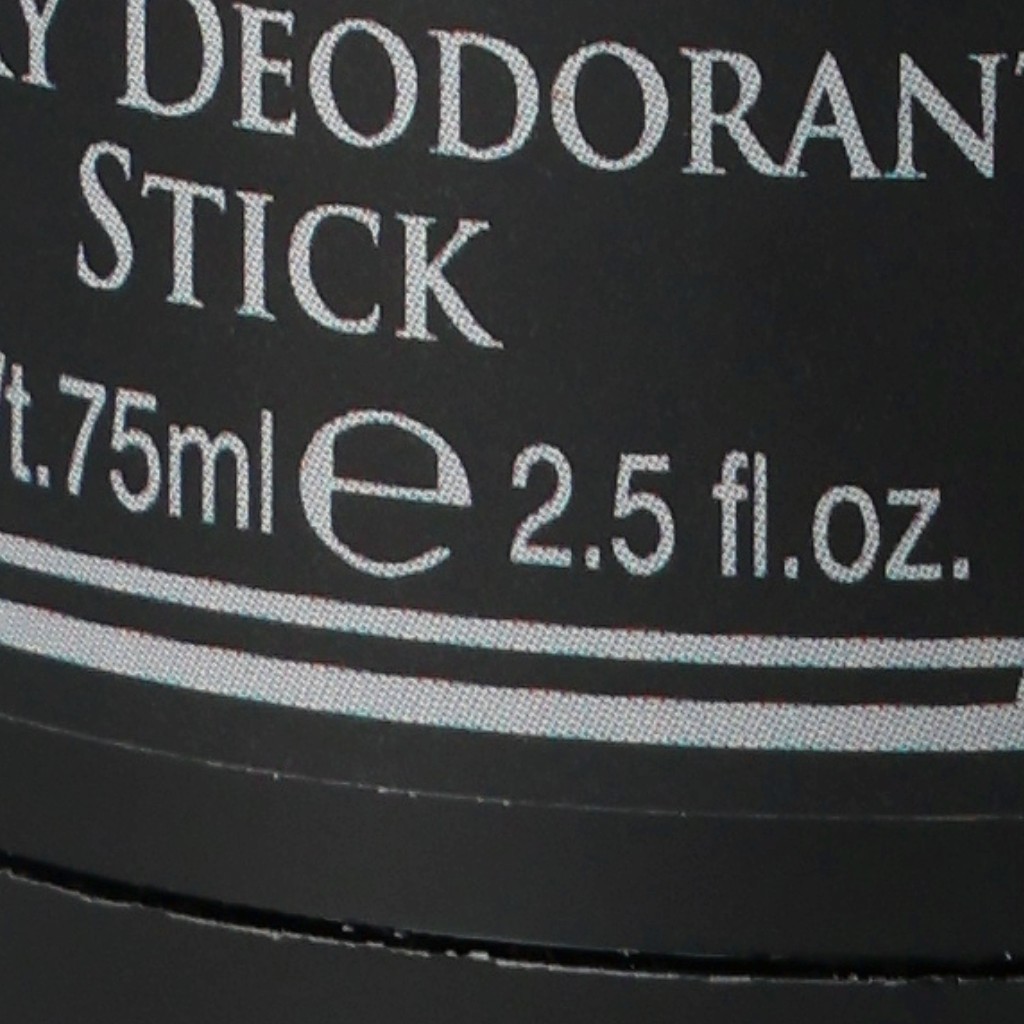 Y DEODORANT
STICK
t.75ml e 2.5 fl.oz.